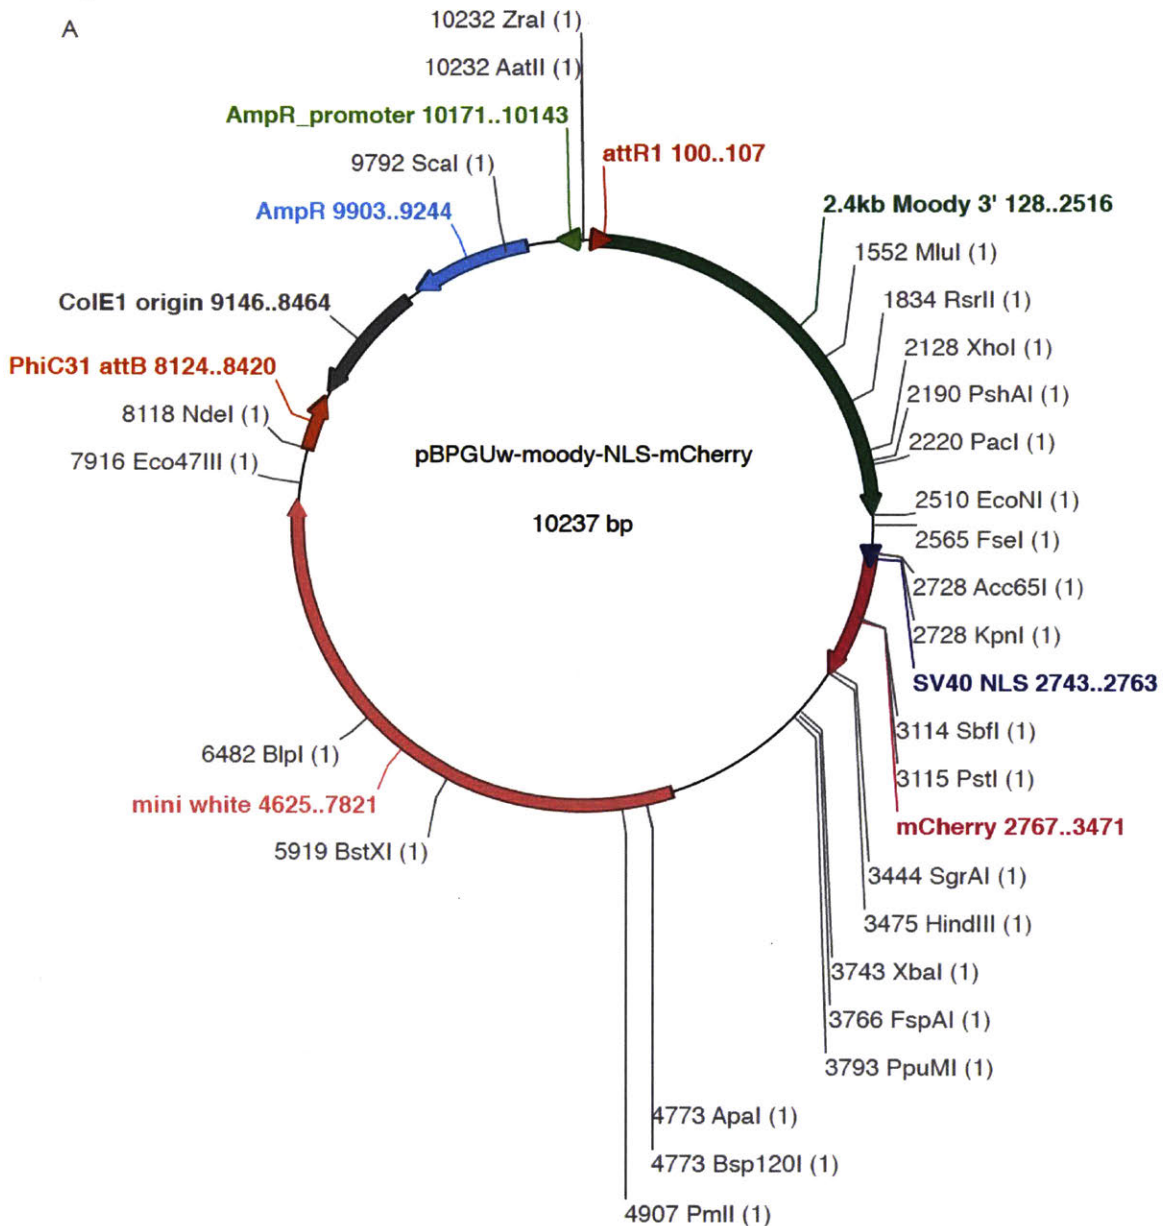 A
10232 ZraI (1)
10232 AatII (1)
AmpR_promoter 10171..10143
attR1 100..107
9792 ScaI (1)
AmpR 9903..9244
2.4kb Moody 3' 128..2516
1552 MluI (1)
1834 RsrII (1)
ColE1 origin 9146..8464
2128 XhoI (1)
PhiC31 attB 8124..8420
2190 PshAI (1)
8118 NdeI (1)
2220 PacI (1)
7916 Eco47III (1)
pBPGUw-moody-NLS-mCherry
2510 EcoNI (1)
10237 bp
2565 FseI (1)
2728 Acc65I (1)
2728 KpnI (1)
SV40 NLS 2743..2763
3114 SbfI (1)
6482 BlpI (1)
3115 PstI (1)
mini white 4625..7821
mCherry 2767..3471
5919 BstXI (1)
3444 SgrAI (1)
3475 HindIII (1)
3743 XbaI (1)
3766 FspAI (1)
3793 PpuMI (1)
4773 ApaI (1)
4773 Bsp120I (1)
4907 PmlI (1)